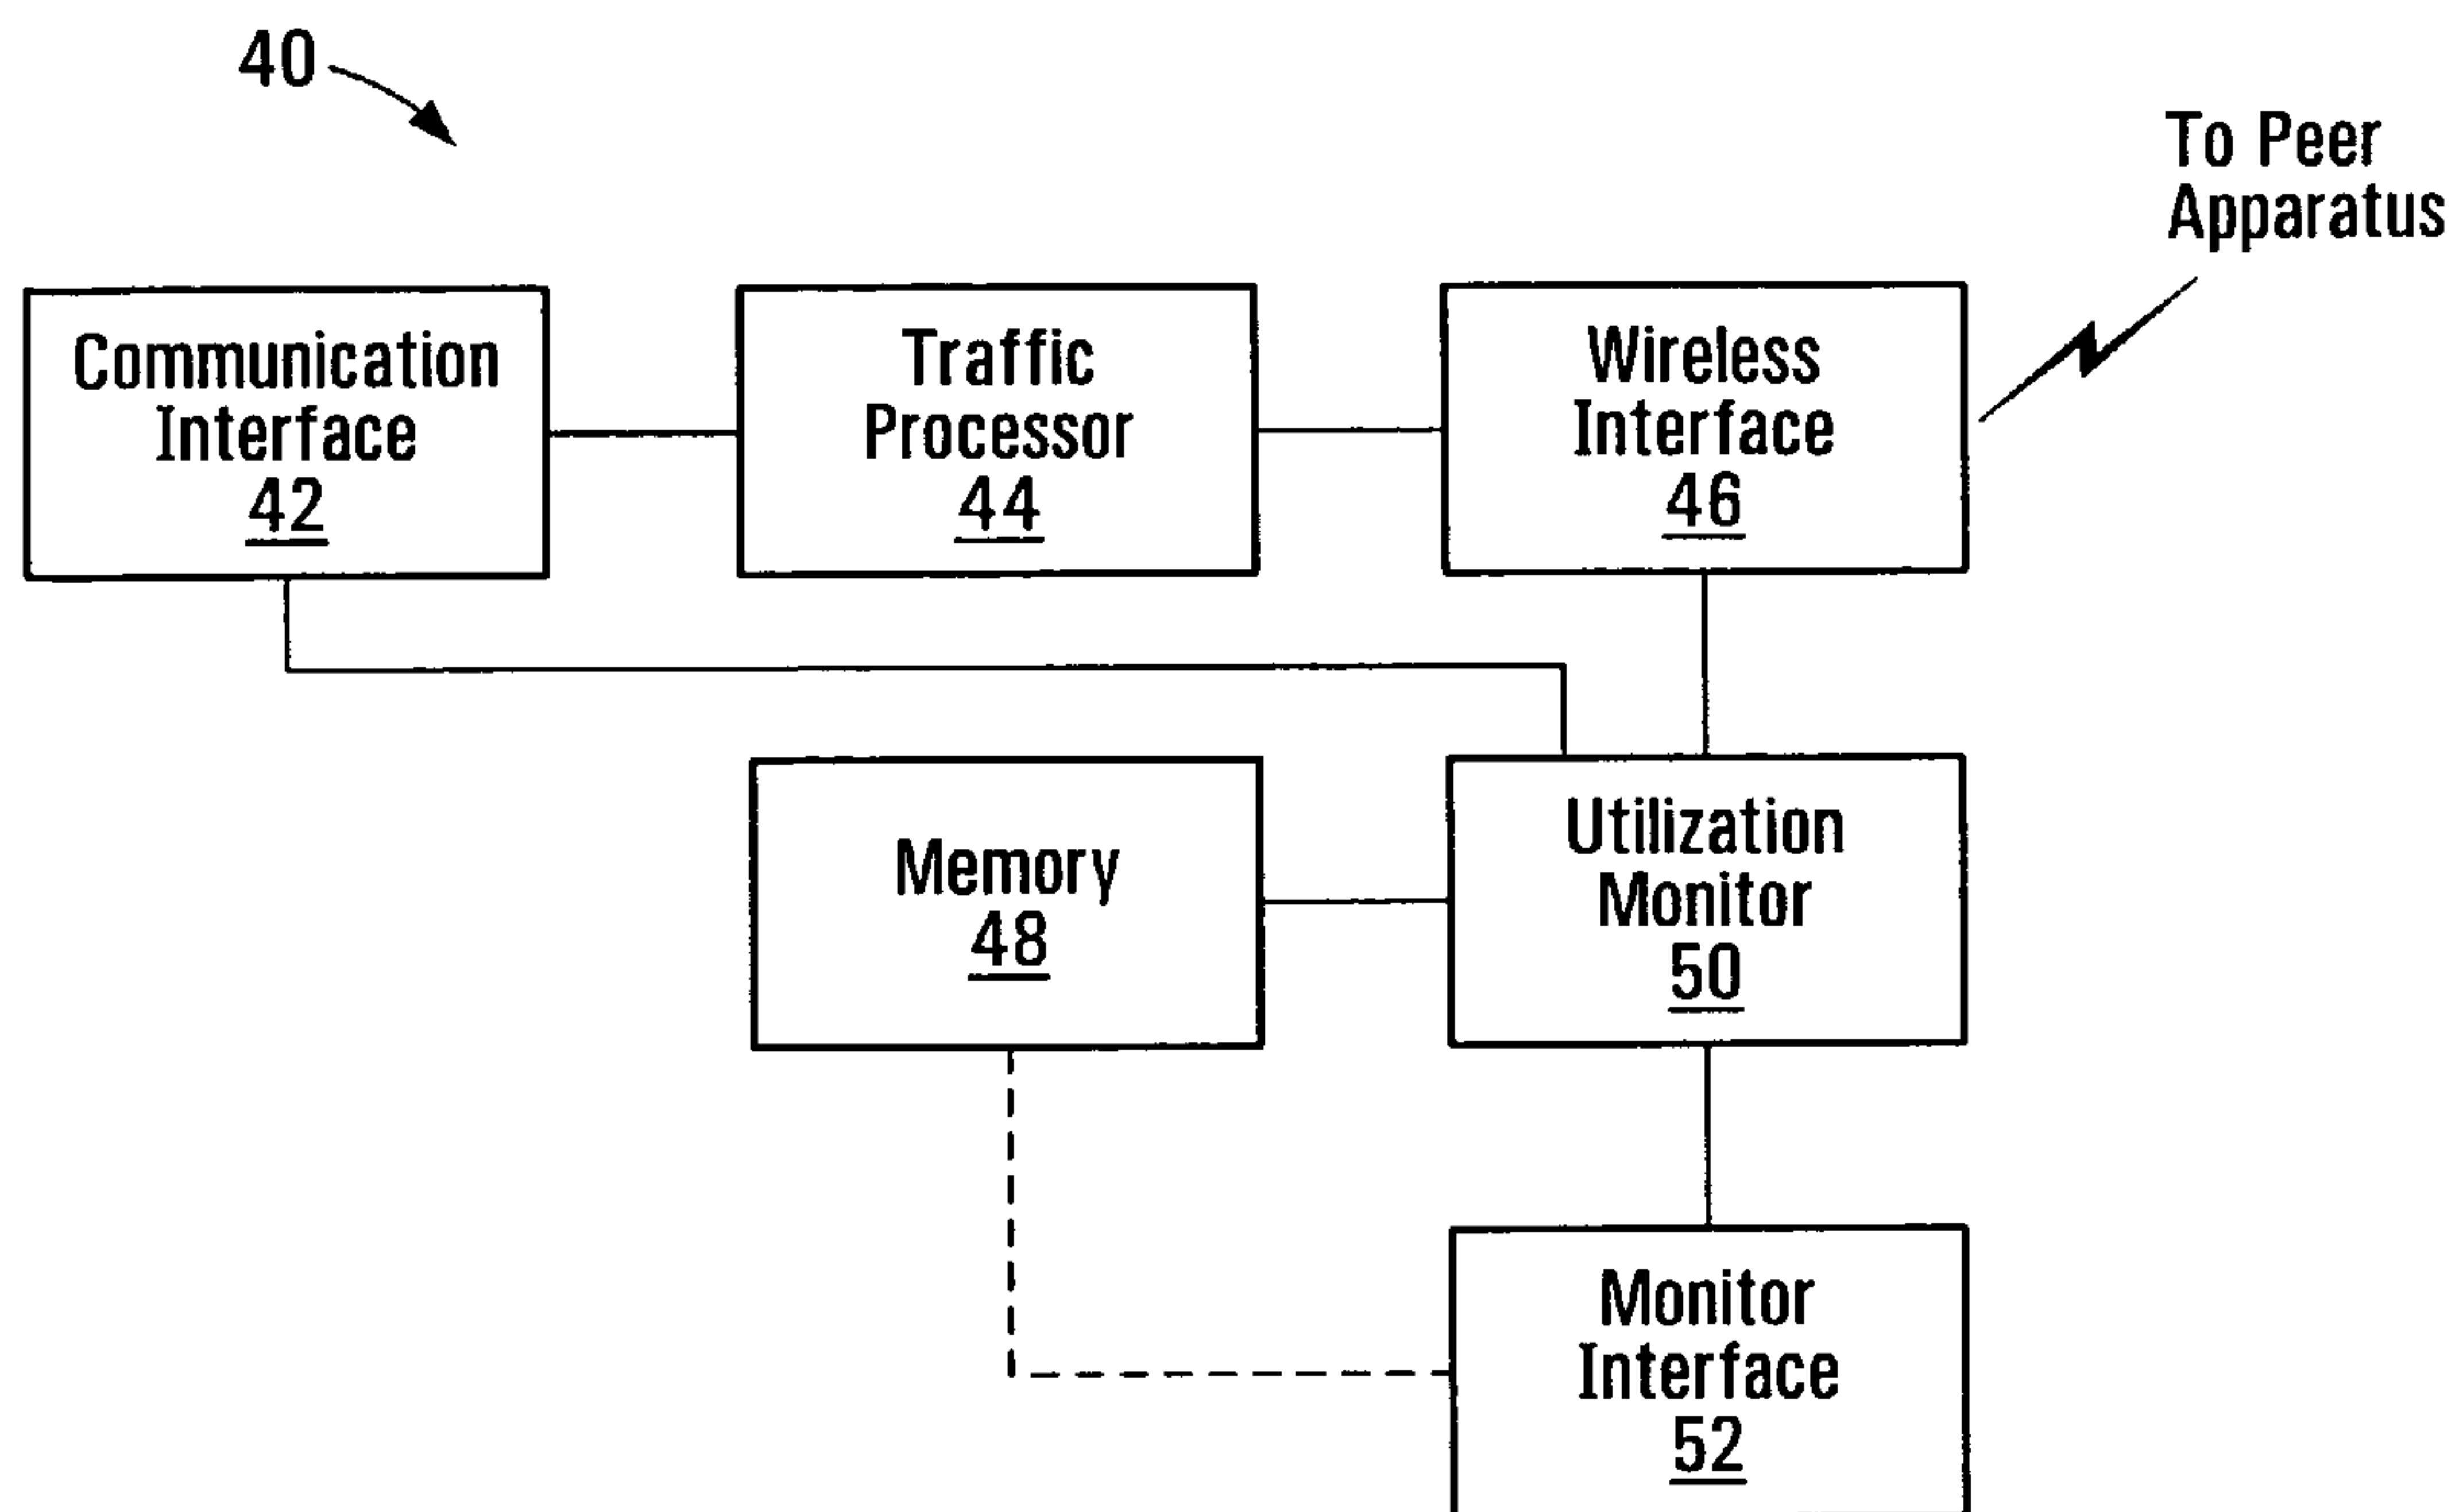 40
To Peer
Apparatus
Communication
Interface
42
Traffic
Processor
44
Wireless
Interface
46
Memory
48
Utilization
Monitor
50
Monitor
Interface
52